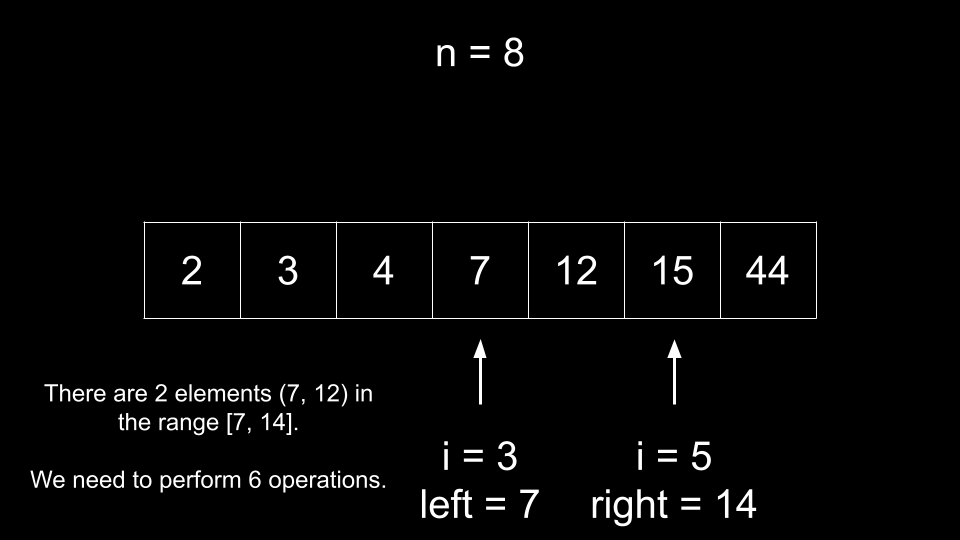 n = 8
2 3 4 7 12 15 44
There are 2 elements (7, 12) in
the range [7, 14].
We need to perform 6 operations.
i = 3
left = 7
i = 5
right = 14